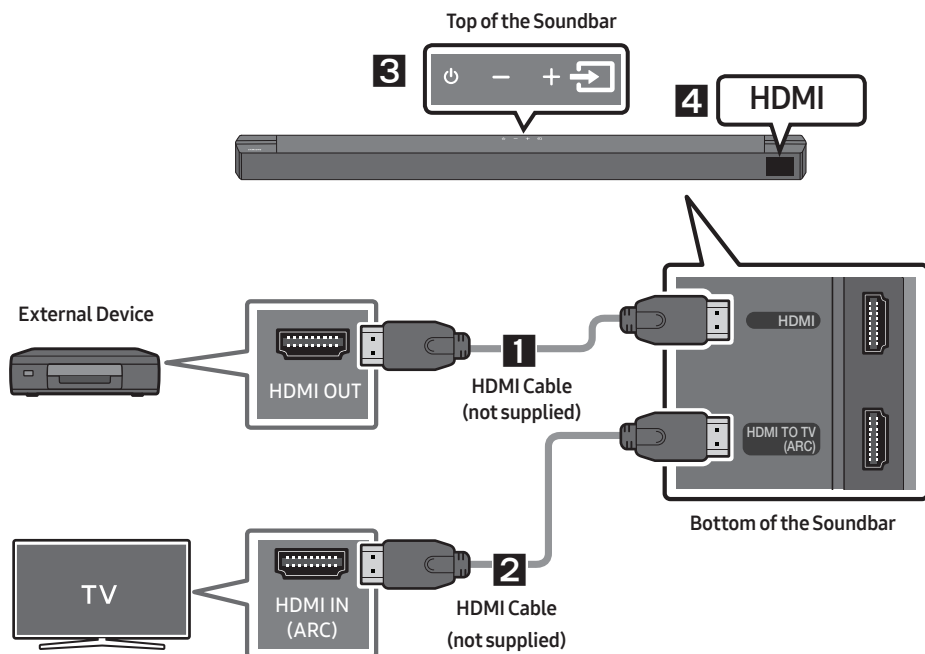 Top of the Soundbar
3
4
HDMI
External Device
HDMI OUT
1
HDMI Cable
(not supplied)
HDMI
HDMI TO TV
(ARC)
Bottom of the Soundbar
TV
HDMI IN
(ARC)
2
HDMI Cable
(not supplied)